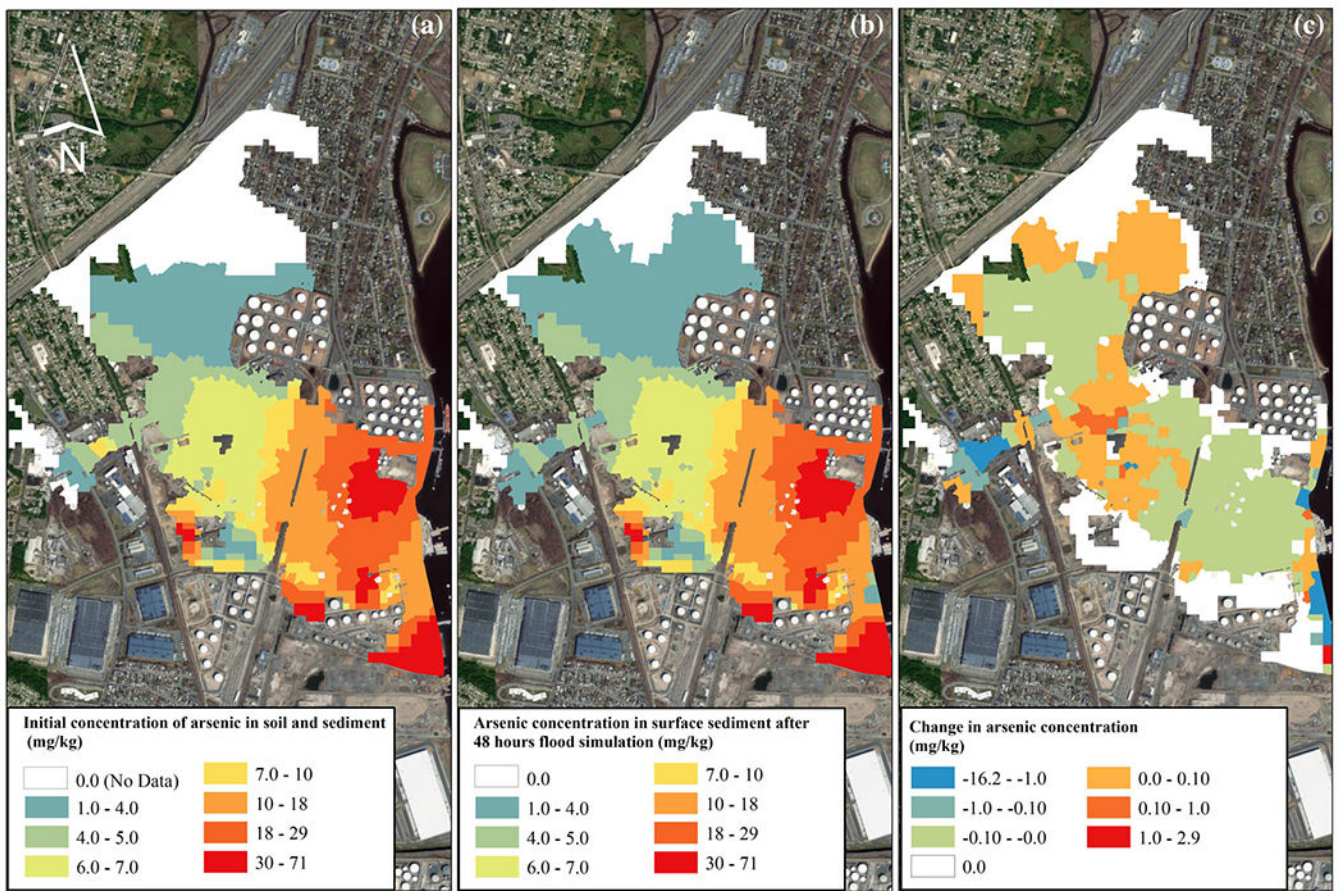 (a)
N
Initial concentration of arsenic in soil and sediment
(mg/kg)
0.0 (No Data)
1.0 - 4.0
4.0 - 5.0
6.0 - 7.0
7.0 - 10
10 - 18
18 - 29
30 - 71
(b)
Arsenic concentration in surface sediment after
48 hours flood simulation (mg/kg)
0.0
1.0 - 4.0
4.0 - 5.0
6.0 - 7.0
7.0 - 10
10 - 18
18 - 29
30 - 71
(c)
Change in arsenic concentration
(mg/kg)
-16.2 - -1.0
-1.0 - -0.10
-0.10 - -0.0
0.0
0.0 - 0.10
0.10 - 1.0
1.0 - 2.9